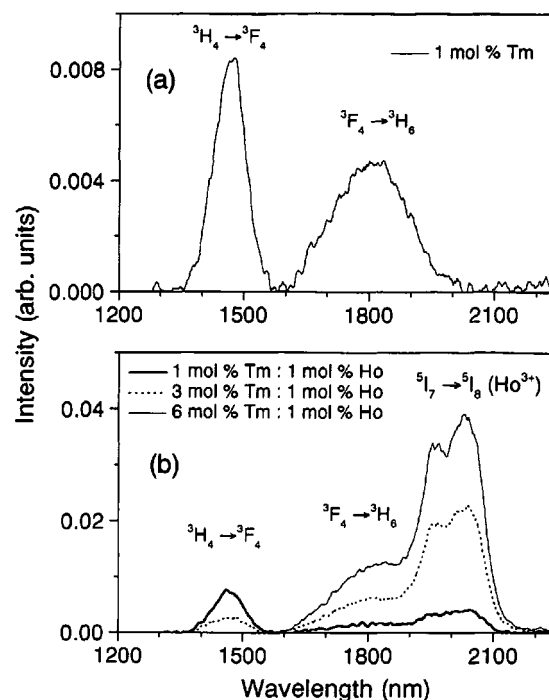 ³H₄ → ³F₄
1 mol % Tm
(a)
³F₄ → ³H₆
0.008
0.004
0.000
1200 1500 1800 2100
Intensity (arb. units)
1 mol % Tm : 1 mol % Ho
3 mol % Tm : 1 mol % Ho
6 mol % Tm : 1 mol % Ho
⁵I₇ → ⁵I₈ (Ho³⁺)
(b)
³F₄ → ³H₆
³H₄ → ³F₄
0.04
0.02
0.00
1200 1500 1800 2100
Wavelength (nm)